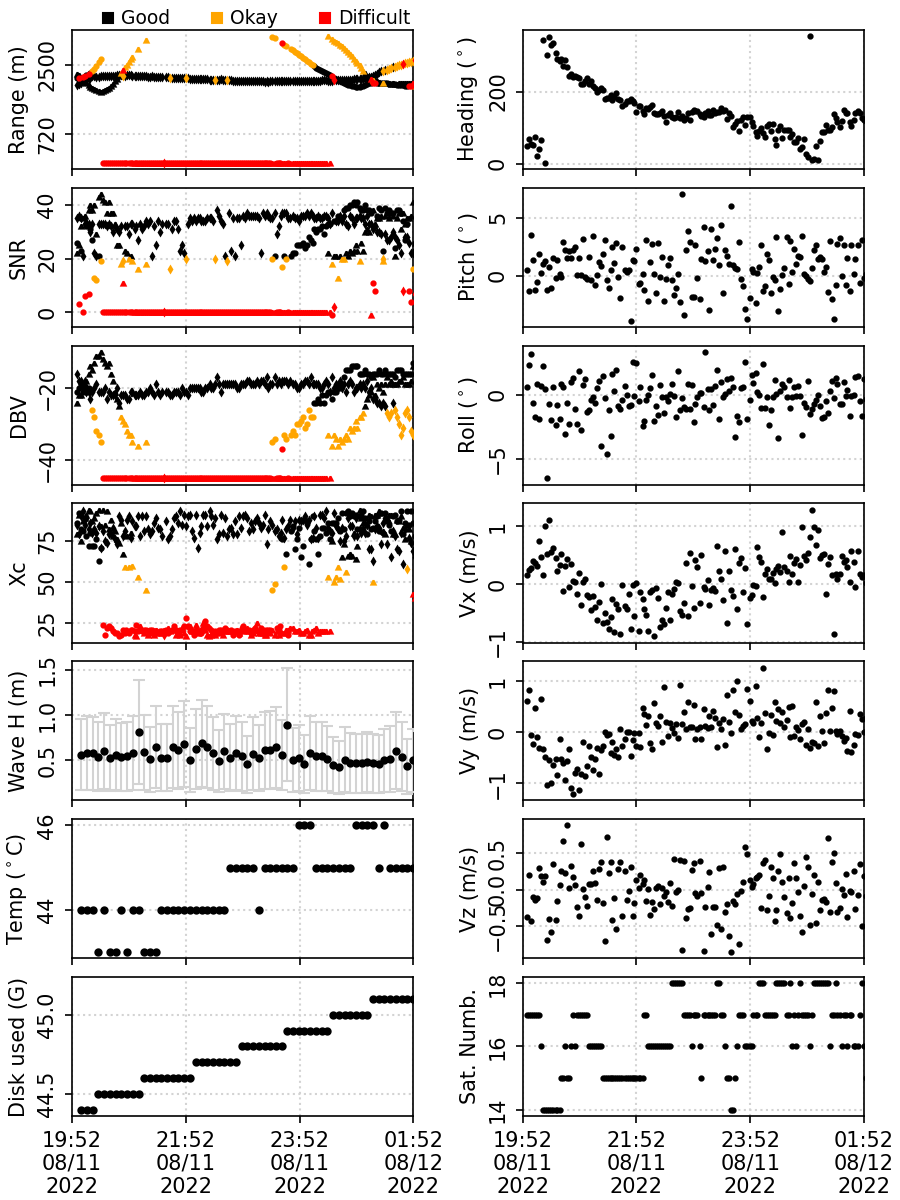 Good Okay Difficult
Range (m)
2500
720
Heading (°)
200
0
SNR
40
20
0
Pitch (°)
5
0
DBV
−20
−40
Roll (°)
0
−5
Xc
75
50
25
Vx (m/s)
1
0
−1
Wave H (m)
1.5
1.0
0.5
Vy (m/s)
1
0
−1
Temp (°C)
46
44
Vz (m/s)
0.5
0.0
−0.5
Disk used (G)
45.0
44.5
Sat. Numb.
18
16
14
19:52 21:52 23:52 01:52 19:52 21:52 23:52 01:52
08/11 08/11 08/11 08/12 08/11 08/11 08/11 08/12
2022 2022 2022 2022 2022 2022 2022 2022